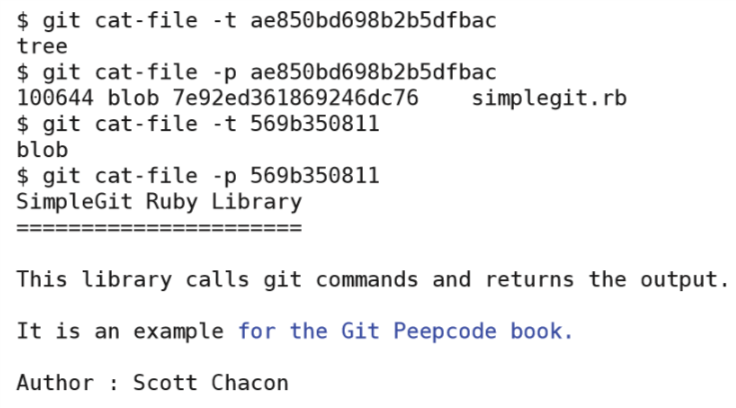 $ git cat-file -t ae850bd698b2b5dfbac
tree
$ git cat-file -p ae850bd698b2b5dfbac
100644 blob 7e92ed361869246dc76    simplegit.rb
$ git cat-file -t 569b350811
blob
$ git cat-file -p 569b350811
SimpleGit Ruby Library
======================
This library calls git commands and returns the output.
It is an example for the Git Peepcode book.
Author : Scott Chacon